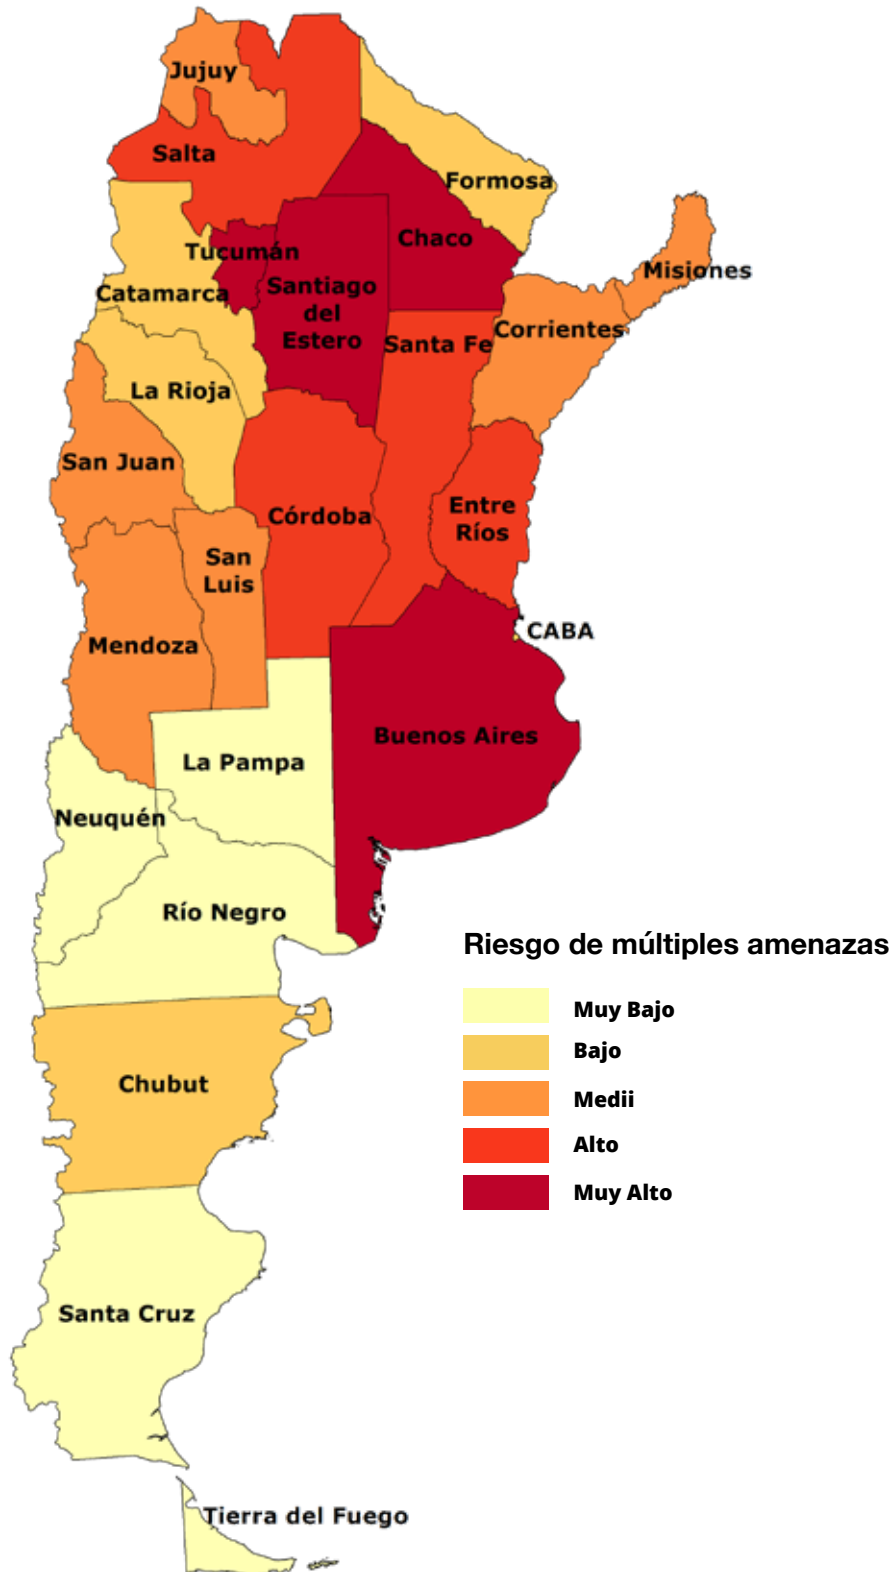 Jujuy
Salta
Formosa
Tucumán
Chaco
Misiones
Catamarca
Santiago
del
Estero
Corrientes
Santa Fe
La Rioja
San Juan
Córdoba
Entre
Ríos
San
Luis
CABA
Mendoza
Buenos Aires
La Pampa
Neuquén
Río Negro
Riesgo de múltiples amenazas
Muy Bajo
Bajo
Medii
Alto
Muy Alto
Chubut
Santa Cruz
Tierra del Fuego